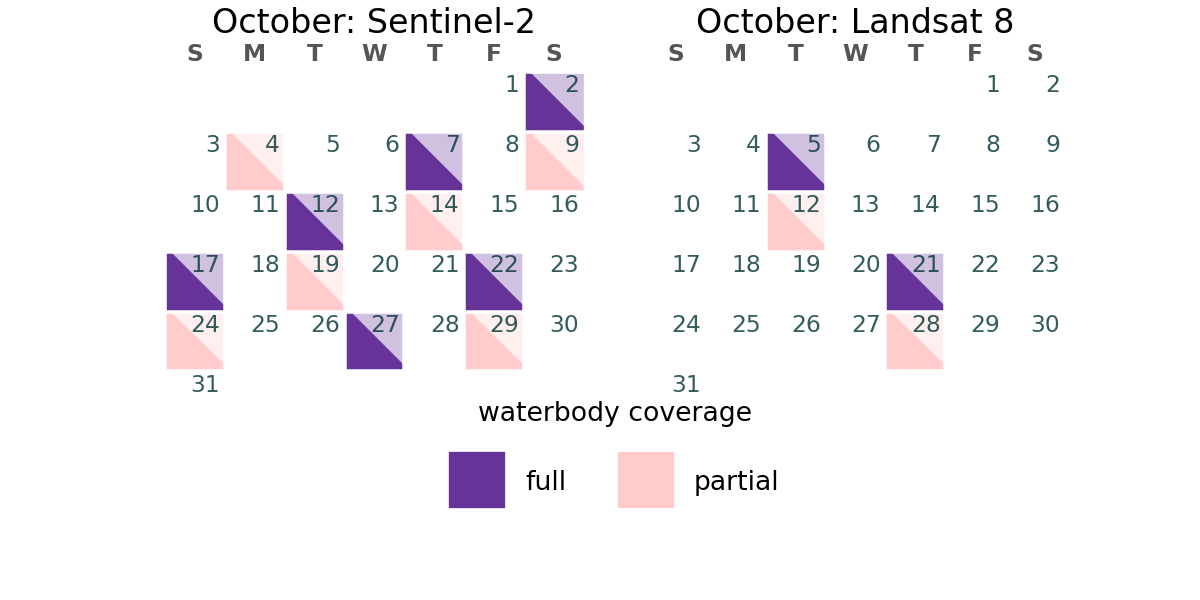 October: Sentinel-2
S M T W T F S
1 2
3 4 5 6 7 8 9
10 11 12 13 14 15 16
17 18 19 20 21 22 23
24 25 26 27 28 29 30
31
October: Landsat 8
S M T W T F S
1 2
3 4 5 6 7 8 9
10 11 12 13 14 15 16
17 18 19 20 21 22 23
24 25 26 27 28 29 30
31
waterbody coverage
full
partial